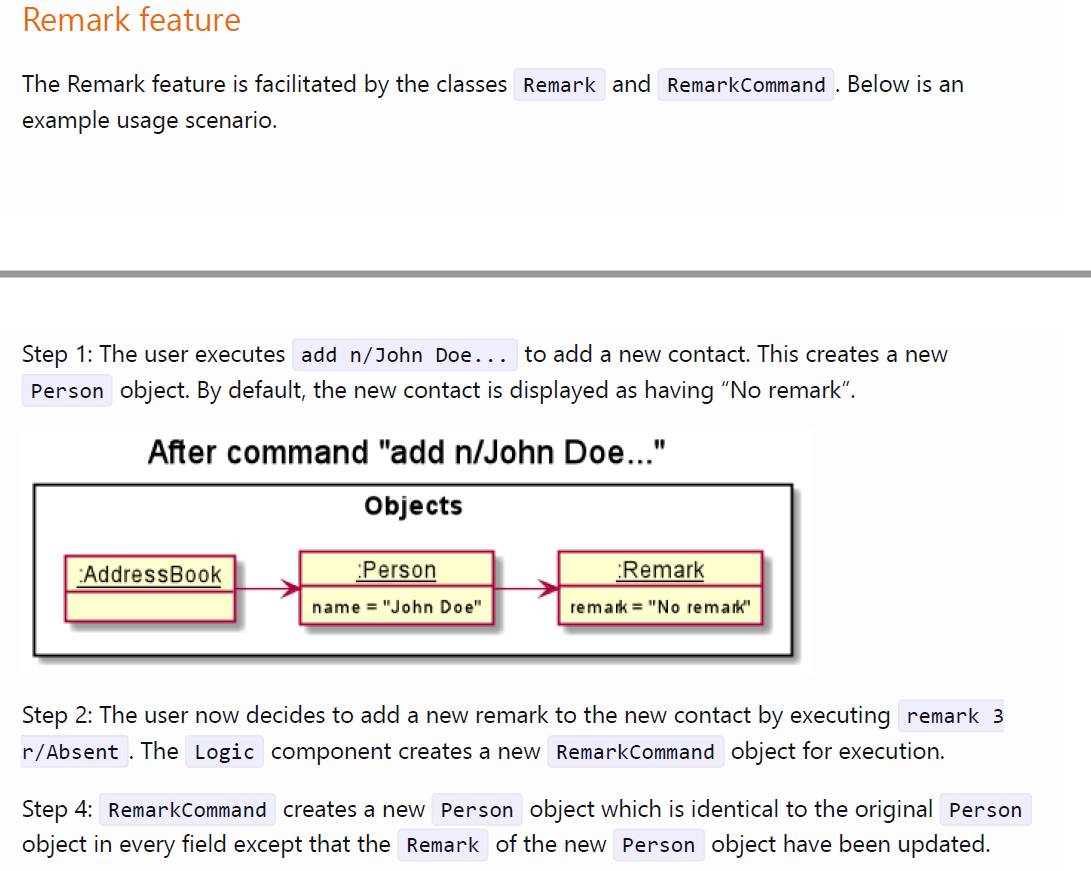 Remark feature
The Remark feature is facilitated by the classes Remark and RemarkCommand. Below is an
example usage scenario.
Step 1: The user executes add n/John Doe... to add a new contact. This creates a new
Person object. By default, the new contact is displayed as having “No remark”.
After command "add n/John Doe..."
Objects
:AddressBook
:Person
name = "John Doe"
:Remark
remark = "No remark"
Step 2: The user now decides to add a new remark to the new contact by executing remark 3
r/Absent. The Logic component creates a new RemarkCommand object for execution.
Step 4: RemarkCommand creates a new Person object which is identical to the original Person
object in every field except that the Remark of the new Person object have been updated.